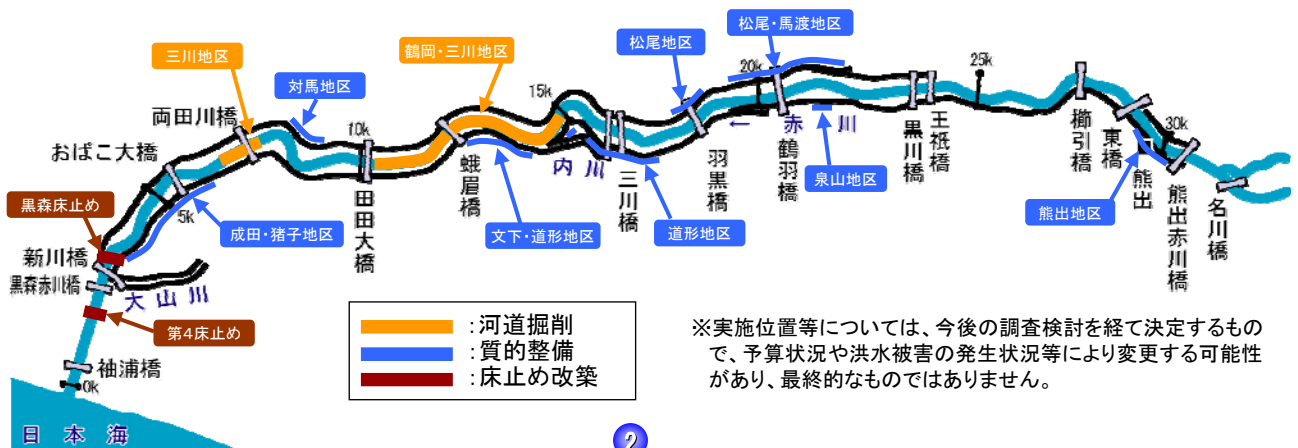 松尾・馬渡地区
三川地区
鶴岡・三川地区
松尾地区
対馬地区
20k
25k
15k
両田川橋
10k
おばこ大橋
30k
黒森床止め
5k
成田・猪子地区
田田大橋
蛾眉橋
文下・道形地区
内川
三川橋
道形地区
羽黒橋
←赤川
鶴羽橋
泉山地区
黒川橋
王祇橋
櫛引橋
東橋
熊出
熊出地区
熊出赤川橋
名川橋
新川橋
黒森赤川橋
大山川
第4床止め
袖浦橋
0k
日本海
:河道掘削
:質的整備
:床止め改築
※実施位置等については、今後の調査検討を経て決定するもの
で、予算状況や洪水被害の発生状況等により変更する可能性
があり、最終的なものではありません。
2